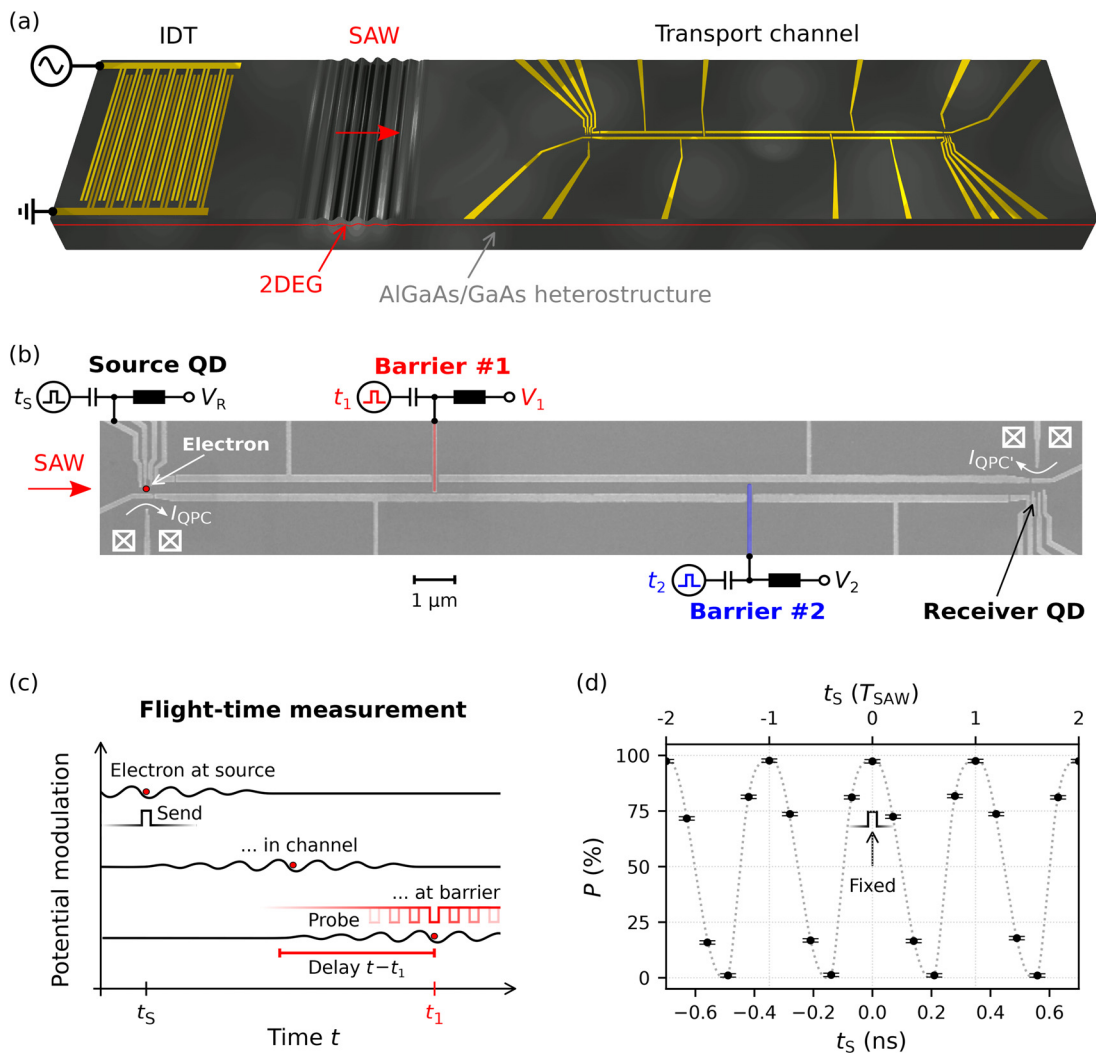 (a)
IDT
SAW
Transport channel
2DEG
AlGaAs/GaAs heterostructure
(b)
Source QD
Barrier #1
tS
VR
t1
V1
Electron
SAW
IQPC
IQPC'
1 µm
t2
V2
Barrier #2
Receiver QD
(c)
Flight-time measurement
Potential modulation
Electron at source
Send
... in channel
... at barrier
Probe
Delay t−t1
tS
t1
Time t
(d)
tS (TSAW)
-2 -1 0 1 2
P (%)
100
75
50
25
0
Fixed
−0.6 −0.4 −0.2 0.0 0.2 0.4 0.6
tS (ns)